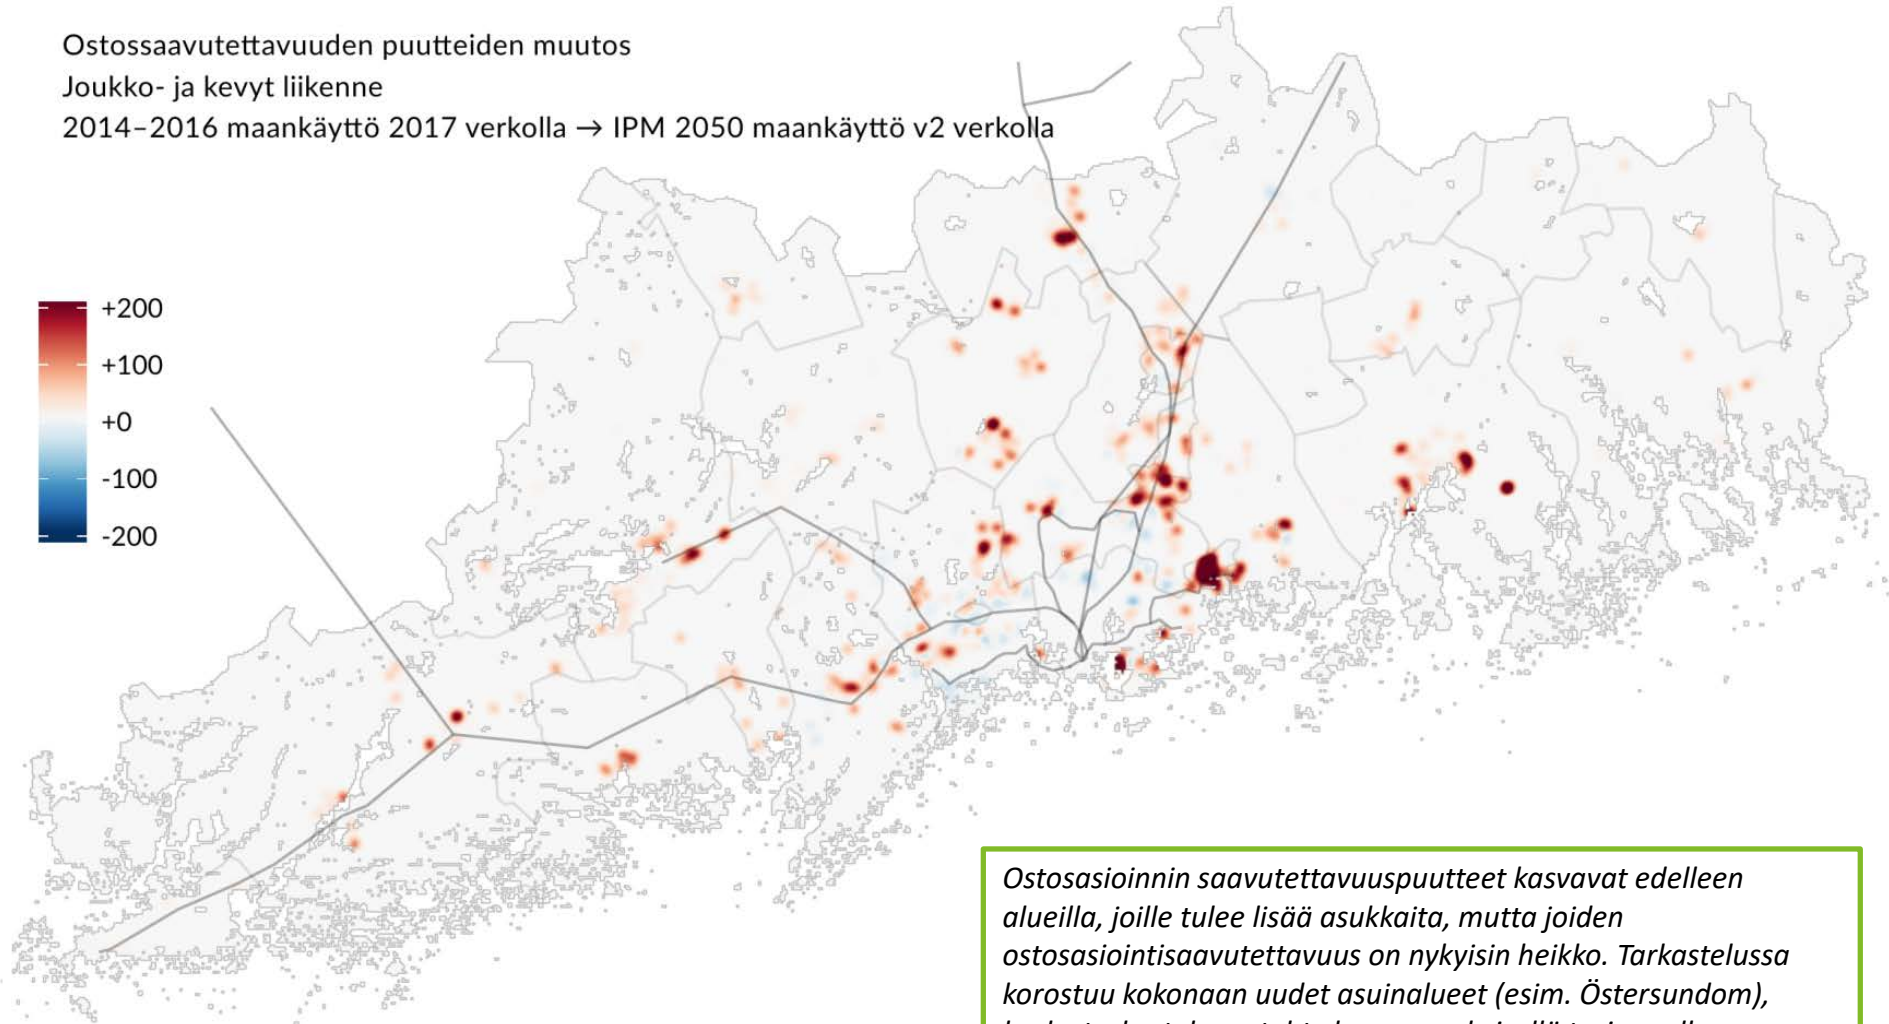 Ostossaavutettavuuden puutteiden muutos
Joukko- ja kevyt liikenne
2014–2016 maankäyttö 2017 verkolla → IPM 2050 maankäyttö v2 verkolla
+200
+100
+0
-100
-200
Ostosasioinnin saavutettavuuspuutteet kasvavat edelleen
alueilla, joille tulee lisää asukkaita, mutta joiden
ostosasiointisaavutettavuus on nykyisin heikko. Tarkastelussa
korostuu kokonaan uudet asuinalueet (esim. Östersundom),